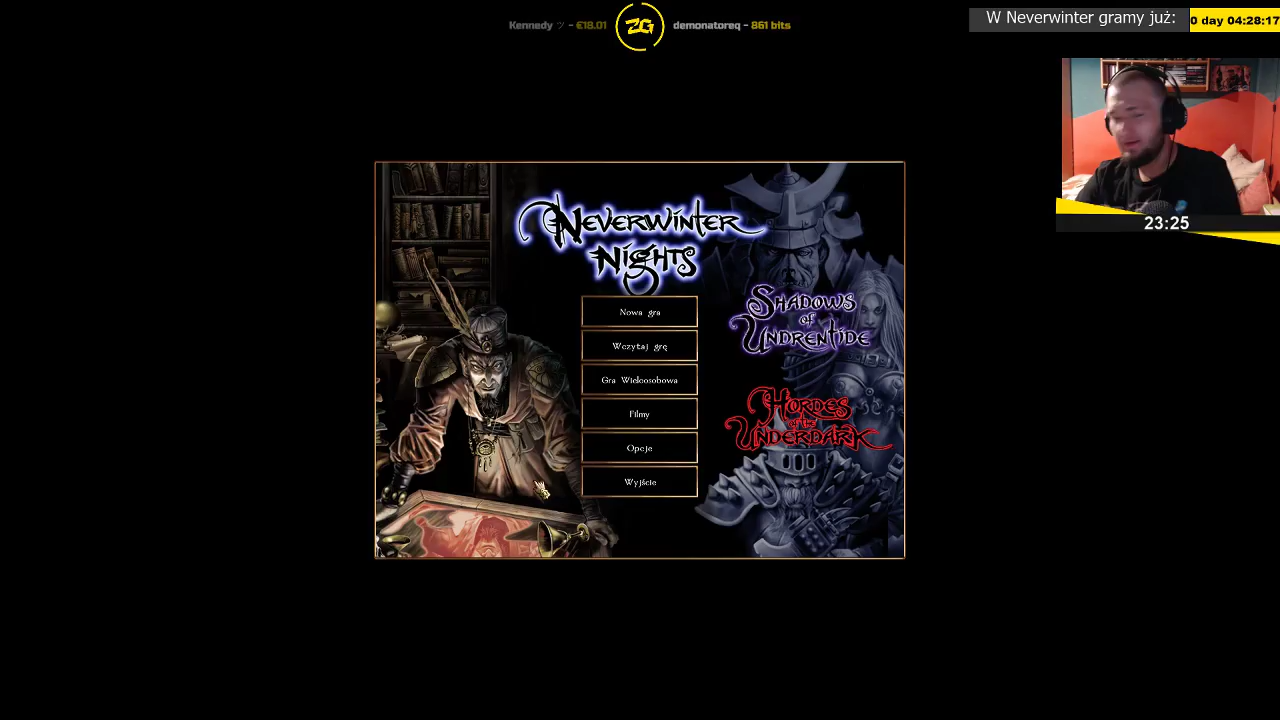 Kennedy ツ - €18.01
ZG
demonatoreq - 861 bits
W Neverwinter gramy już:
0 day 04:28:17
23:25
Neverwinter
Nights
Nowa gra
Wczytaj grę
Gra Wieloosobowa
Filmy
Opcje
Wyjście
Shadows
of
Undrentide
Hordes
of the
Underdark